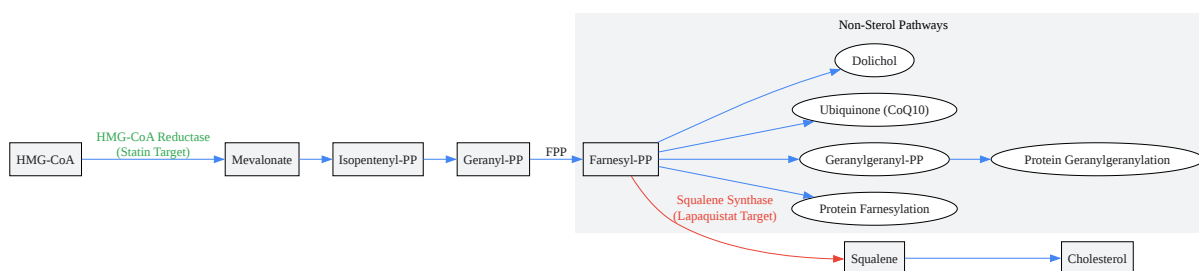 Non-Sterol Pathways
Dolichol
Ubiquinone (CoQ10)
HMG-CoA Reductase
(Statin Target)
FPP
HMG-CoA
Mevalonate
Isopentenyl-PP
Geranyl-PP
Farnesyl-PP
Geranylgeranyl-PP
Protein Geranylgeranylation
Squalene Synthase
(Lapaquistat Target)
Protein Farnesylation
Squalene
Cholesterol